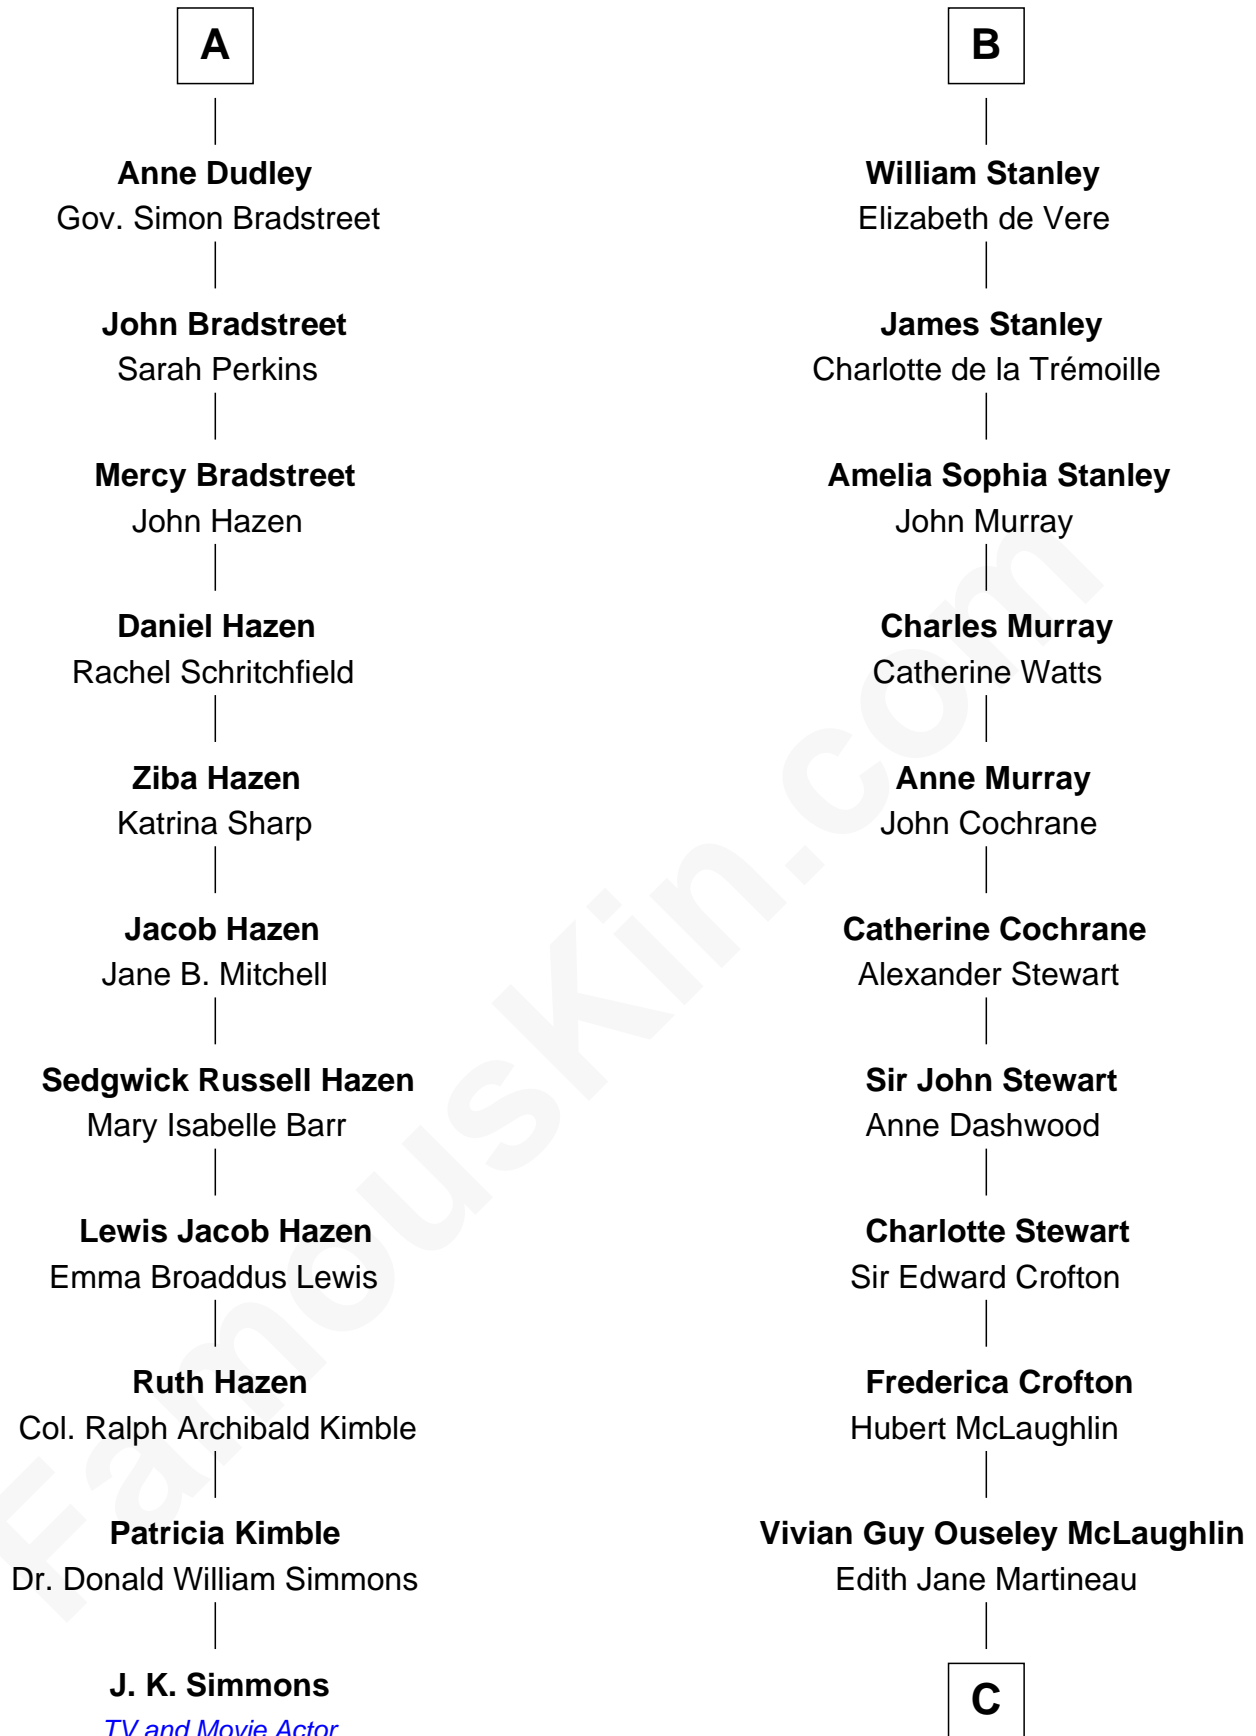 A
Anne Dudley
Gov. Simon Bradstreet
John Bradstreet
Sarah Perkins
Mercy Bradstreet
John Hazen
Daniel Hazen
Rachel Schritchfield
Ziba Hazen
Katrina Sharp
Jacob Hazen
Jane B. Mitchell
Sedgwick Russell Hazen
Mary Isabelle Barr
Lewis Jacob Hazen
Emma Broaddus Lewis
Ruth Hazen
Col. Ralph Archibald Kimble
Patricia Kimble
Dr. Donald William Simmons
J. K. Simmons
TV and Movie Actor
B
William Stanley
Elizabeth de Vere
James Stanley
Charlotte de la Trémoille
Amelia Sophia Stanley
John Murray
Charles Murray
Catherine Watts
Anne Murray
John Cochrane
Catherine Cochrane
Alexander Stewart
Sir John Stewart
Anne Dashwood
Charlotte Stewart
Sir Edward Crofton
Frederica Crofton
Hubert McLaughlin
Vivian Guy Ouseley McLaughlin
Edith Jane Martineau
C
FamousKin.com